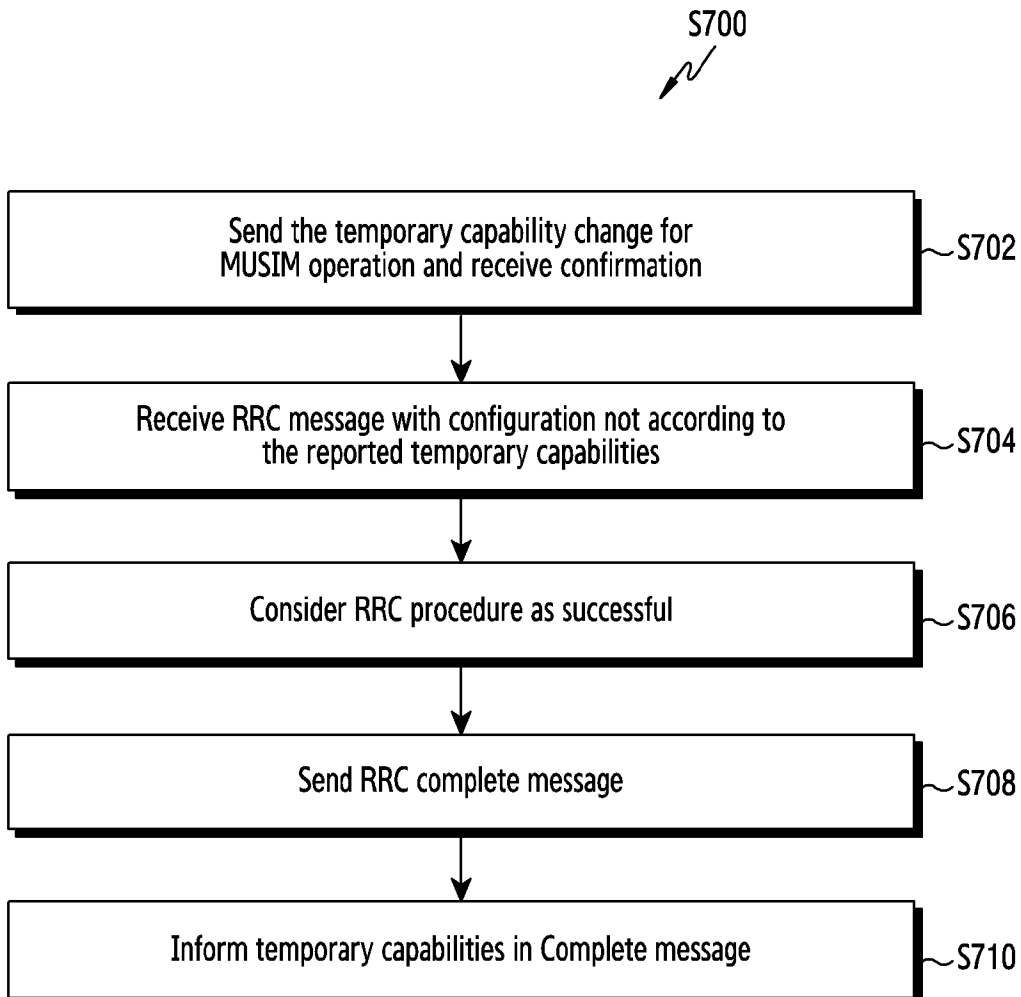 S700
Send the temporary capability change for
MUSIM operation and receive confirmation
S702
Receive RRC message with configuration not according to
the reported temporary capabilities
S704
Consider RRC procedure as successful
S706
Send RRC complete message
S708
Inform temporary capabilities in Complete message
S710